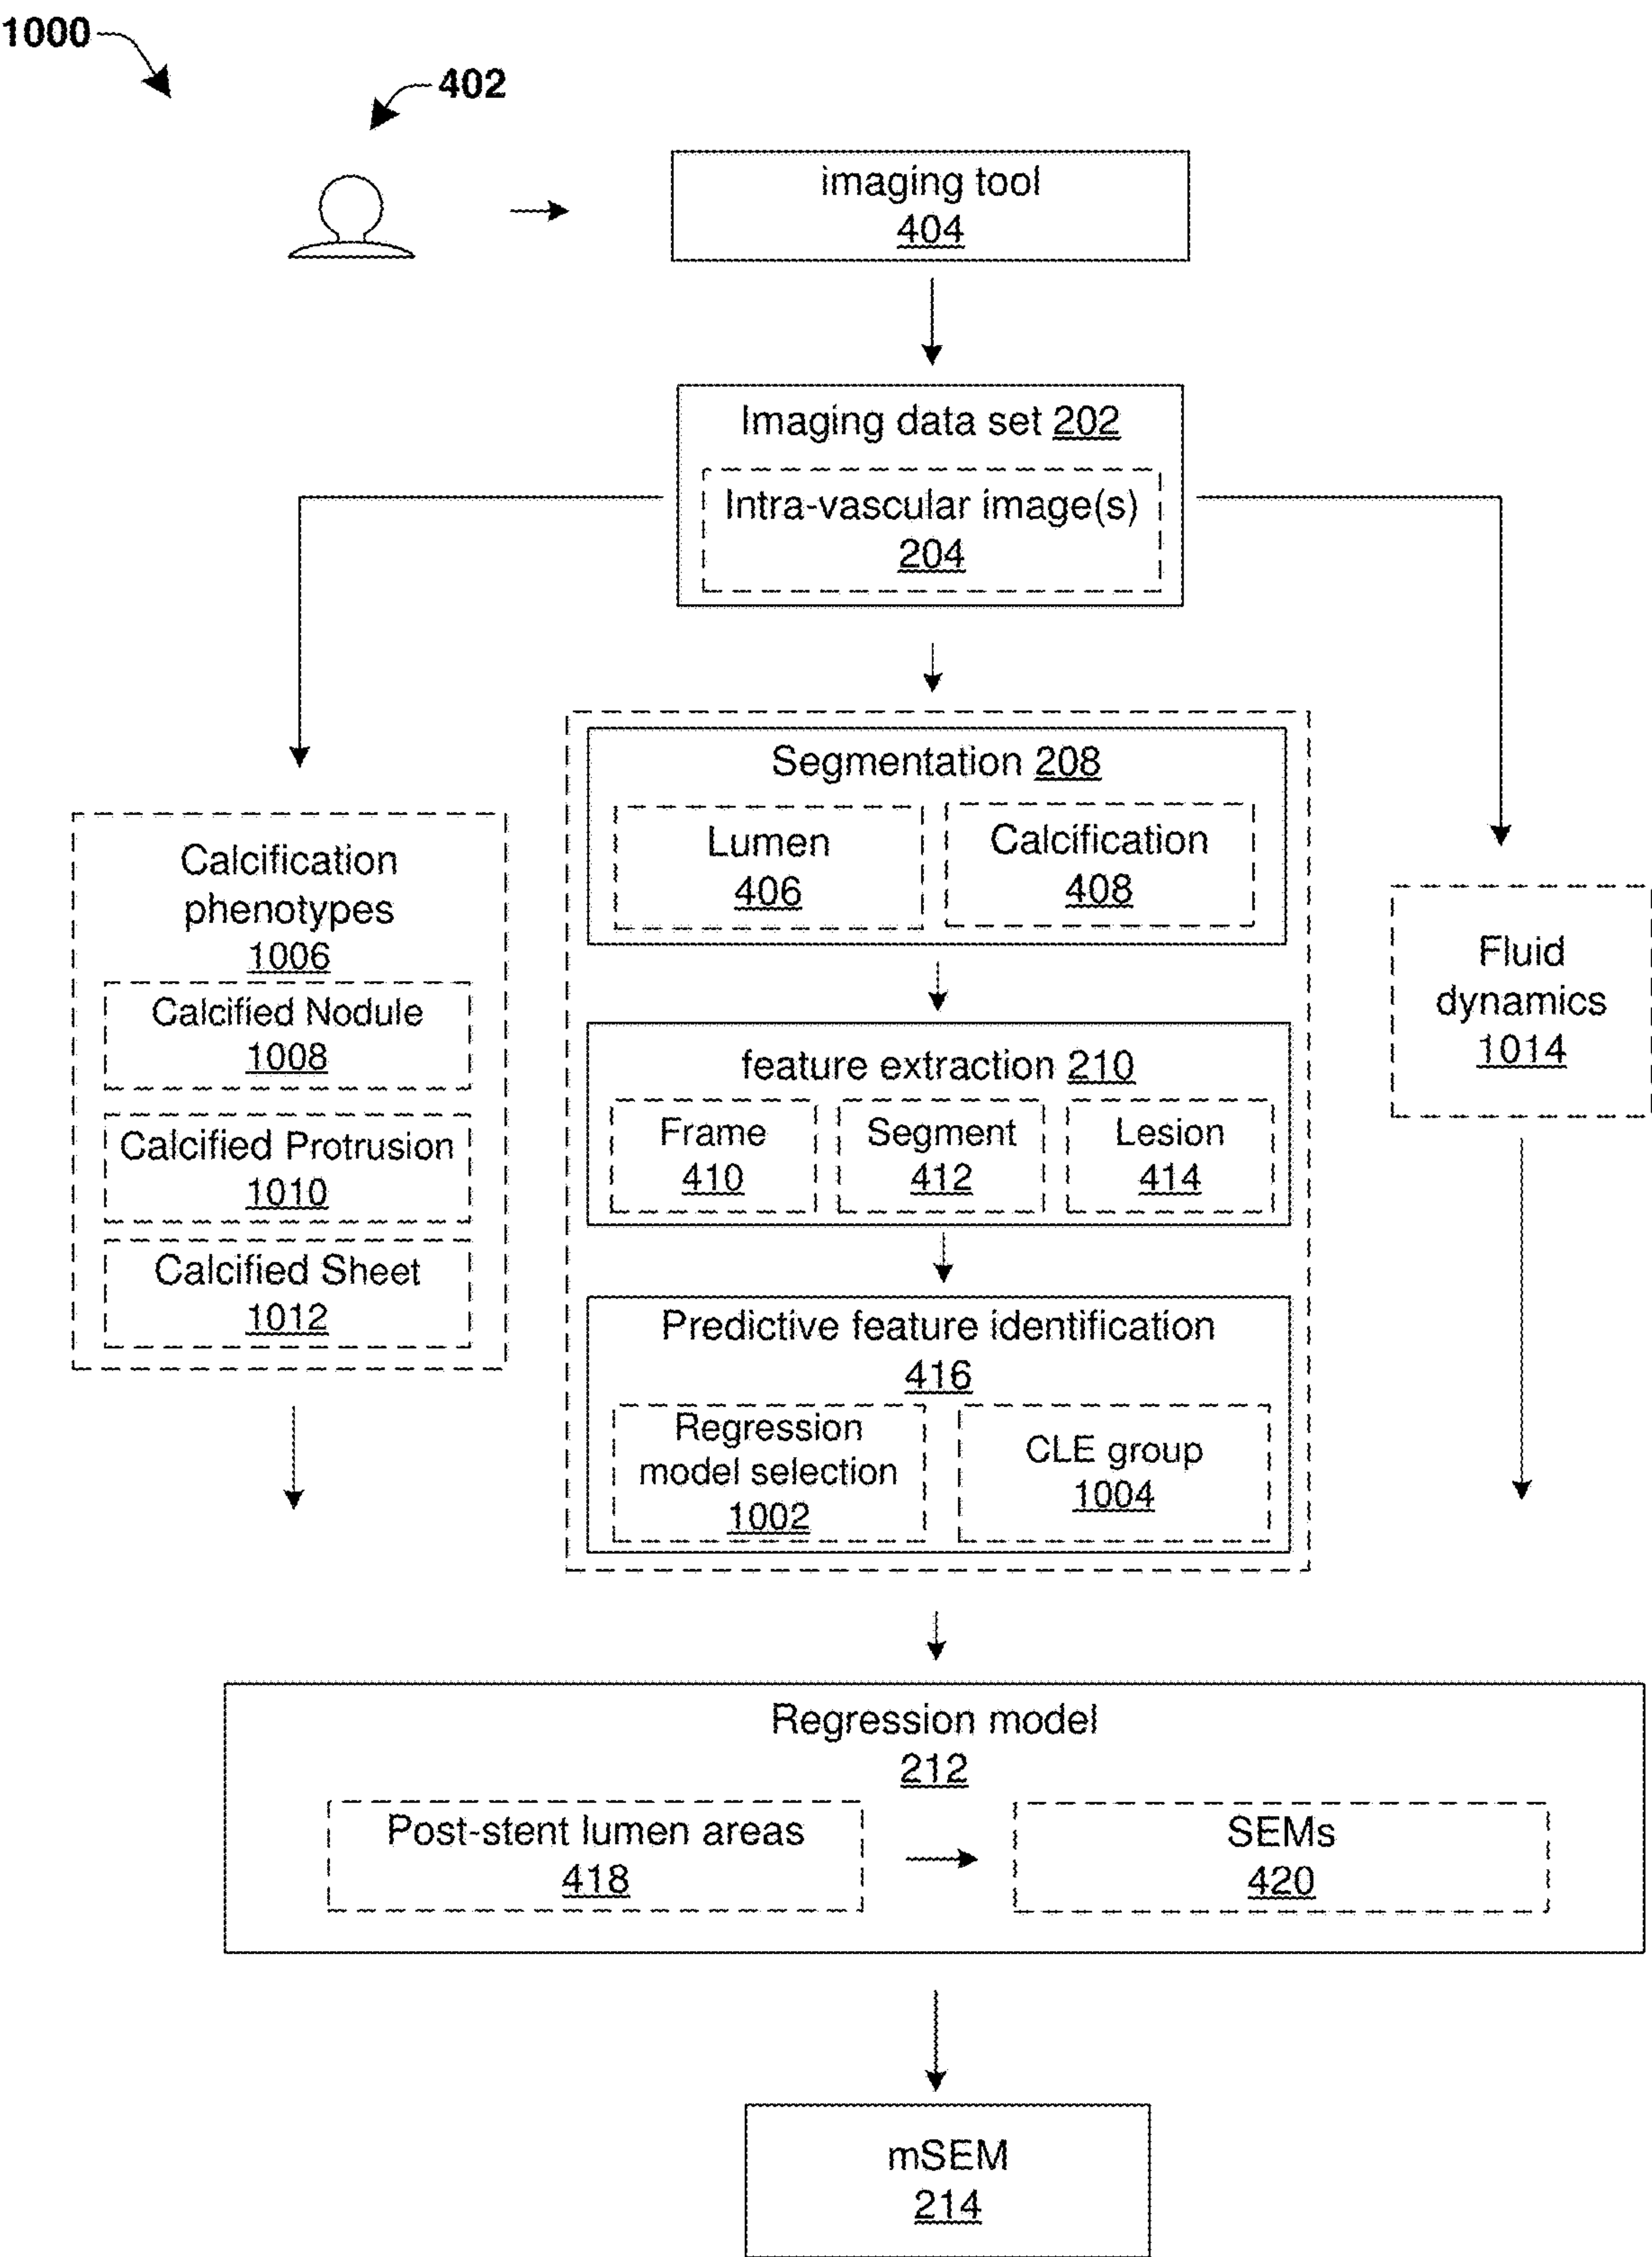 1000
402
imaging tool
404
Imaging data set 202
Intra-vascular image(s)
204
Segmentation 208
Lumen
406
Calcification
408
Calcification
phenotypes
1006
Calcified Nodule
1008
Calcified Protrusion
1010
Calcified Sheet
1012
feature extraction 210
Frame
410
Segment
412
Lesion
414
Fluid
dynamics
1014
Predictive feature identification
416
Regression
model selection
1002
CLE group
1004
Regression model
212
Post-stent lumen areas
418
SEMs
420
mSEM
214